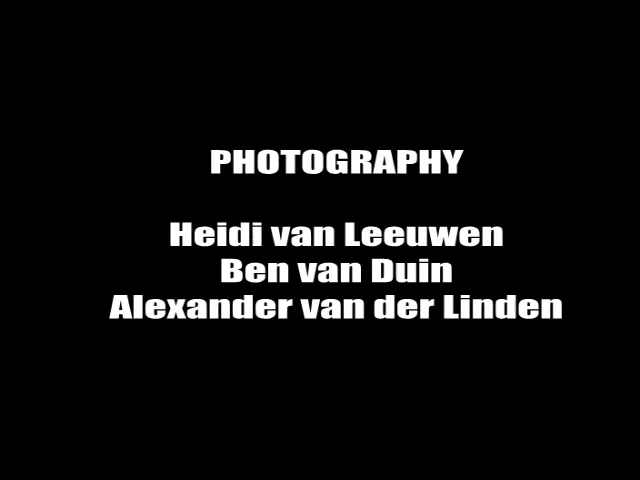 PHOTOGRAPHY
Heidi van Leeuwen
Ben van Duin
Alexander van der Linden